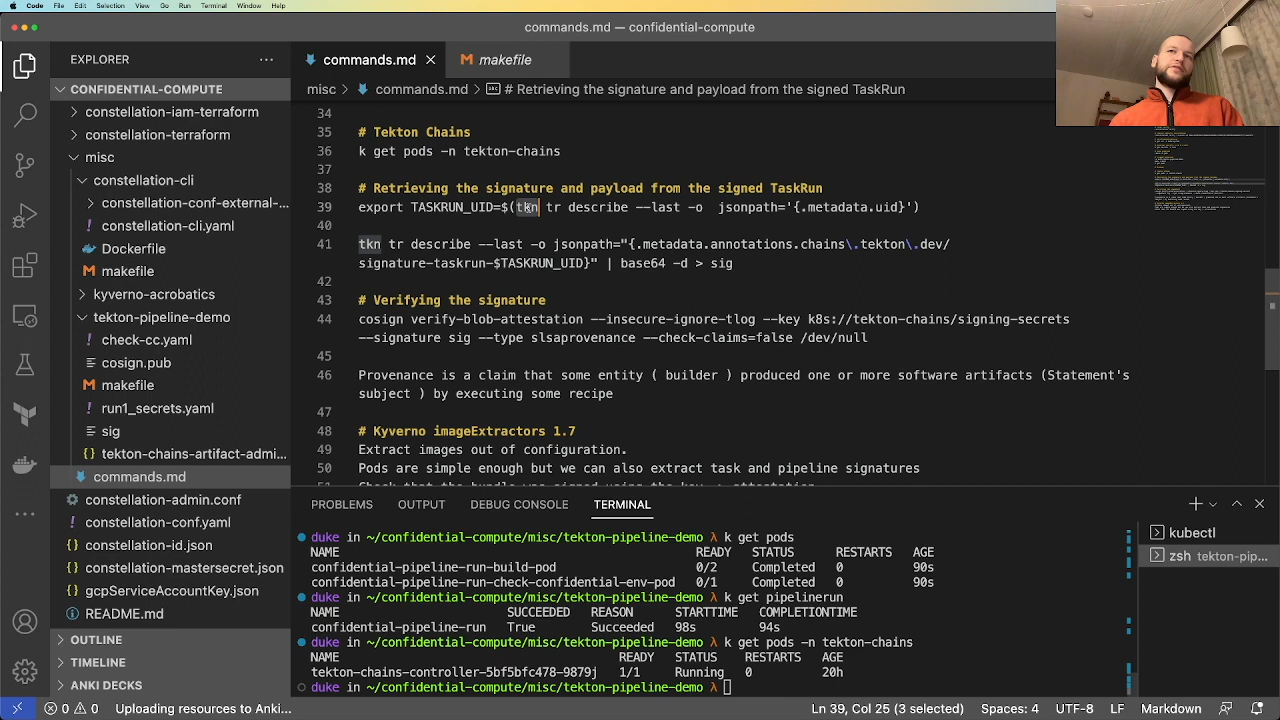 Code File Edit Selection View Go Run Terminal Window Help
commands.md — confidential-compute
EXPLORER
commands.md
makefile
CONFIDENTIAL-COMPUTE
misc > commands.md > # Retrieving the signature and payload from the signed TaskRun
constellation-iam-terraform
constellation-terraform
misc
constellation-cli
constellation-conf-external-...
Dockerfile
makefile
kyverno-acrobatics
tekton-pipeline-demo
check-cc.yaml
cosign.pub
makefile
run1_secrets.yaml
sig
tekton-chains-artifact-admi...
commands.md
constellation-admin.conf
constellation-conf.yaml
constellation-id.json
constellation-mastersecret.json
gcpServiceAccountKey.json
README.md
OUTLINE
TIMELINE
ANKI DECKS
34
35 # Tekton Chains
36 k get pods -n tekton-chains
37
38 # Retrieving the signature and payload from the signed TaskRun
39 export TASKRUN_UID=$(tkn tr describe --last -o  jsonpath='{.metadata.uid}')
40
41 tkn tr describe --last -o jsonpath="{.metadata.annotations.chains\.tekton\.dev/
signature-taskrun-$TASKRUN_UID}" | base64 -d > sig
42
43 # Verifying the signature
44 cosign verify-blob-attestation --insecure-ignore-tlog --key k8s://tekton-chains/signing-secrets
--signature sig --type slsaprovenance --check-claims=false /dev/null
45
46 Provenance is a claim that some entity ( builder ) produced one or more software artifacts (Statement's
subject ) by executing some recipe
47
48 # Kyverno imageExtractors 1.7
49 Extract images out of configuration.
50 Pods are simple enough but we can also extract task and pipeline signatures
PROBLEMS OUTPUT DEBUG CONSOLE TERMINAL
duke in ~/confidential-compute/misc/tekton-pipeline-demo λ k get pods
NAME READY STATUS RESTARTS AGE
confidential-pipeline-run-build-pod 0/2 Completed 0 90s
confidential-pipeline-run-check-confidential-env-pod 0/1 Completed 0 90s
duke in ~/confidential-compute/misc/tekton-pipeline-demo λ k get pipelinerun
NAME SUCCEEDED REASON STARTTIME COMPLETIONTIME
confidential-pipeline-run True Succeeded 98s 94s
duke in ~/confidential-compute/misc/tekton-pipeline-demo λ k get pods -n tekton-chains
NAME READY STATUS RESTARTS AGE
tekton-chains-controller-5bf5bfc478-9879j 1/1 Running 0 20h
duke in ~/confidential-compute/misc/tekton-pipeline-demo λ
kubectl
zsh tekton-pip...
0 0 Uploading resources to Anki... Ln 39, Col 25 (3 selected) Spaces: 4 UTF-8 LF Markdown